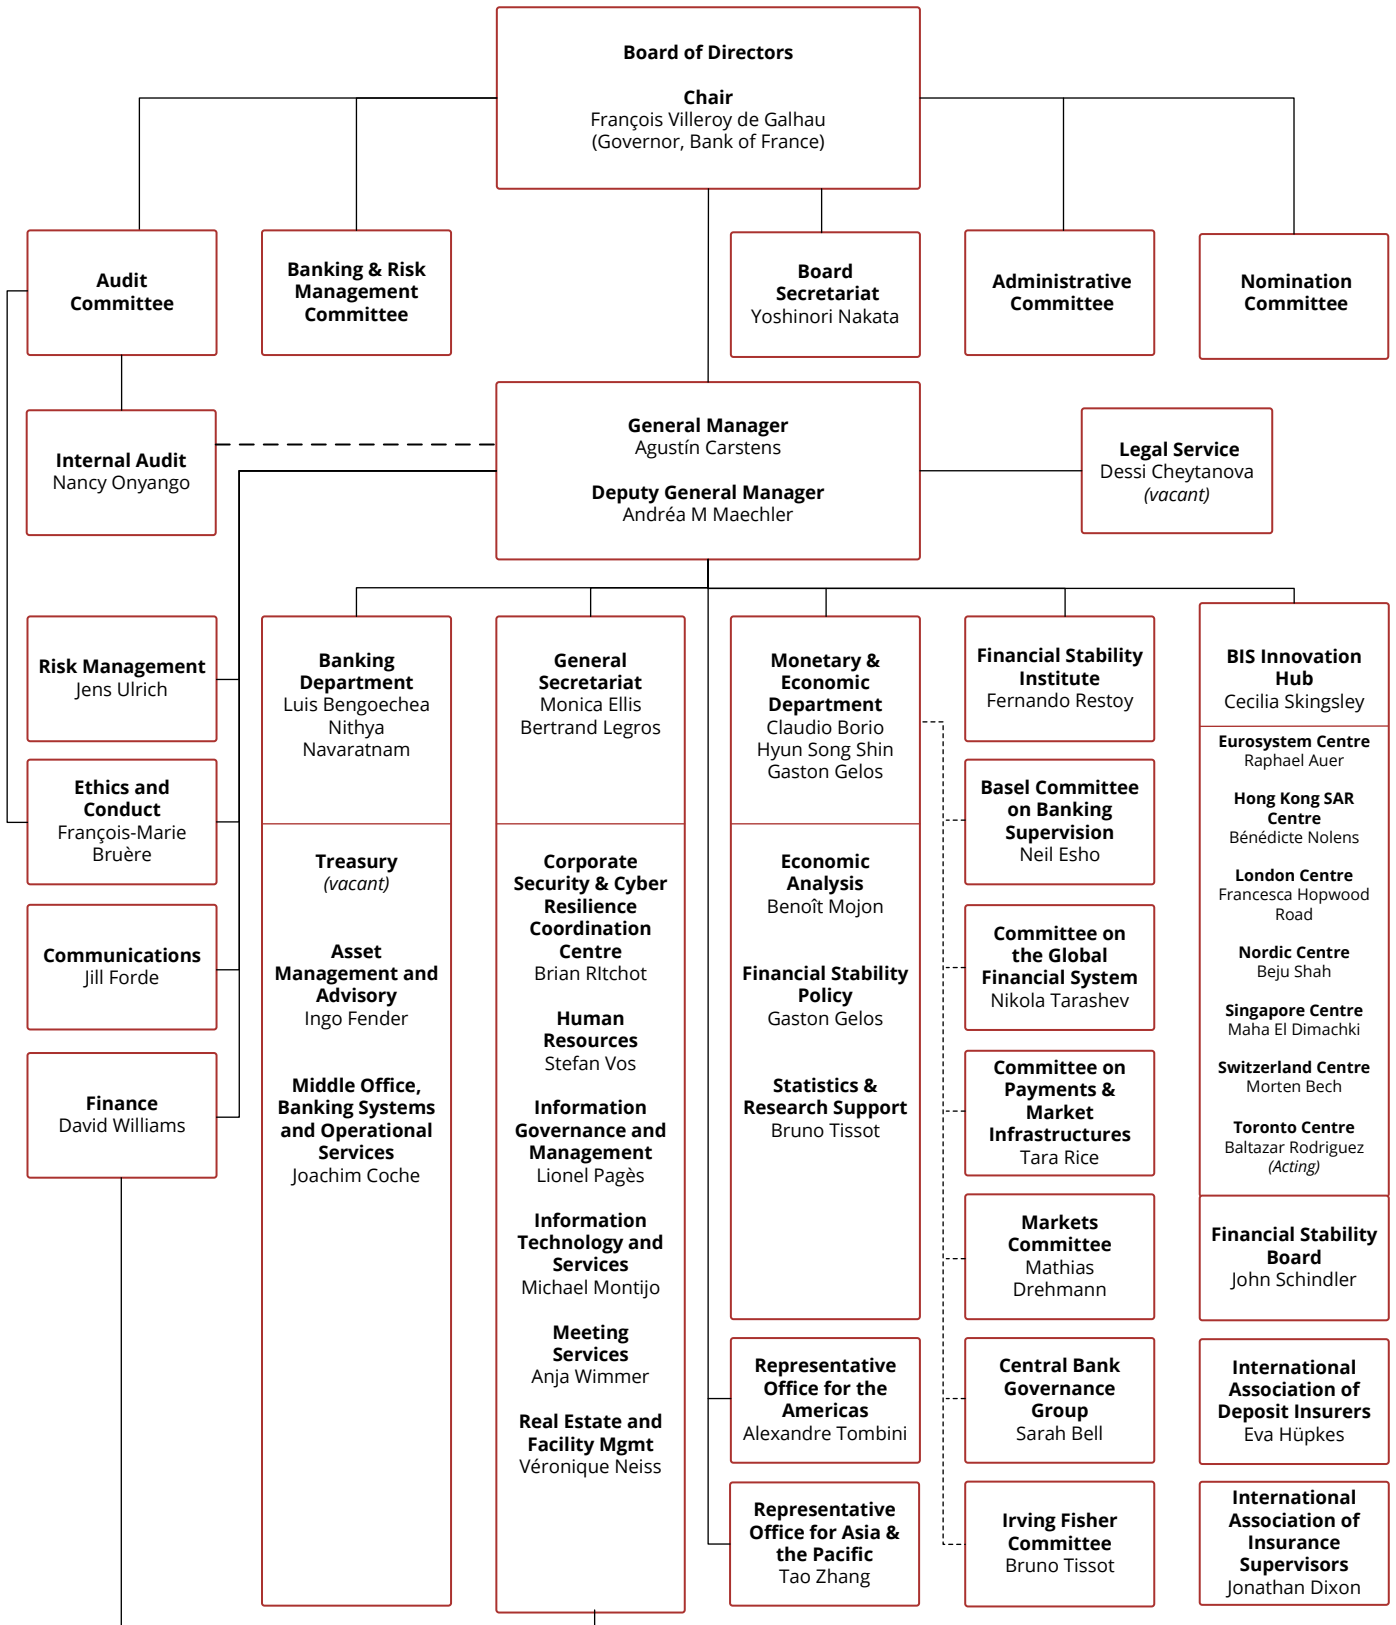 Board of Directors
Chair
François Villeroy de Galhau
(Governor, Bank of France)
Audit
Committee
Banking & Risk
Management
Committee
Board
Secretariat
Yoshinori Nakata
Administrative
Committee
Nomination
Committee
Internal Audit
Nancy Onyango
General Manager
Agustín Carstens
Deputy General Manager
Andréa M Maechler
Legal Service
Dessi Cheytanova
(vacant)
Risk Management
Jens Ulrich
Ethics and
Conduct
François-Marie
Bruère
Communications
Jill Forde
Finance
David Williams
Banking
Department
Luis Bengoechea
Nithya
Navaratnam
Treasury
(vacant)
Asset
Management and
Advisory
Ingo Fender
Middle Office,
Banking Systems
and Operational
Services
Joachim Coche
General
Secretariat
Monica Ellis
Bertrand Legros
Corporate
Security & Cyber
Resilience
Coordination
Centre
Brian RItchot
Human
Resources
Stefan Vos
Information
Governance and
Management
Lionel Pagès
Information
Technology and
Services
Michael Montijo
Meeting
Services
Anja Wimmer
Real Estate and
Facility Mgmt
Véronique Neiss
Monetary &
Economic
Department
Claudio Borio
Hyun Song Shin
Gaston Gelos
Economic
Analysis
Benoît Mojon
Financial Stability
Policy
Gaston Gelos
Statistics &
Research Support
Bruno Tissot
Representative
Office for the
Americas
Alexandre Tombini
Representative
Office for Asia &
the Pacific
Tao Zhang
Financial Stability
Institute
Fernando Restoy
Basel Committee
on Banking
Supervision
Neil Esho
Committee on
the Global
Financial System
Nikola Tarashev
Committee on
Payments &
Market
Infrastructures
Tara Rice
Markets
Committee
Mathias
Drehmann
Central Bank
Governance
Group
Sarah Bell
Irving Fisher
Committee
Bruno Tissot
BIS Innovation
Hub
Cecilia Skingsley
Eurosystem Centre
Raphael Auer
Hong Kong SAR
Centre
Bénédicte Nolens
London Centre
Francesca Hopwood
Road
Nordic Centre
Beju Shah
Singapore Centre
Maha El Dimachki
Switzerland Centre
Morten Bech
Toronto Centre
Baltazar Rodriguez
(Acting)
Financial Stability
Board
John Schindler
International
Association of
Deposit Insurers
Eva Hüpkes
International
Association of
Insurance
Supervisors
Jonathan Dixon